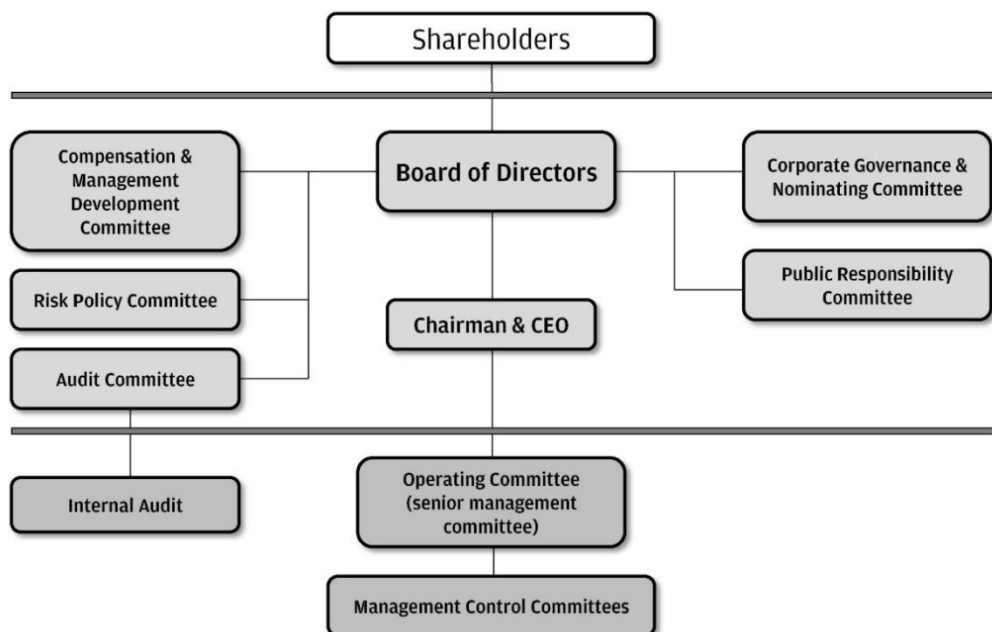 Shareholders
Compensation &
Management
Development
Committee
Board of Directors
Corporate Governance &
Nominating Committee
Risk Policy Committee
Public Responsibility
Committee
Chairman & CEO
Audit Committee
Internal Audit
Operating Committee
(senior management
committee)
Management Control Committees